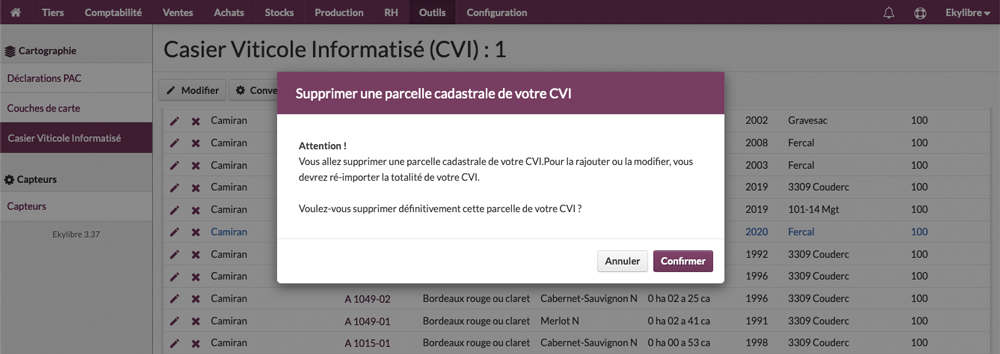 Tiers Comptabilité Ventes Achats Stocks Production RH Outils Configuration Ekylibre
Cartographie
Déclarations PAC
Couches de carte
Casier Viticole Informatisé
Capteurs
Capteurs
Ekylibre 3.37
Casier Viticole Informatisé (CVI) : 1
Modifier Conve
Supprimer une parcelle cadastrale de votre CVI
Attention !
Vous allez supprimer une parcelle cadastrale de votre CVI.Pour la rajouter ou la modifier, vous
devrez ré-importer la totalité de votre CVI.
Voulez-vous supprimer définitivement cette parcelle de votre CVI ?
Annuler Confirmer
Camiran 2002 Gravesac 100
Camiran 2008 Fercal 100
Camiran 2003 Fercal 100
Camiran 2019 3309 Couderc 100
Camiran 2019 101-14 Mgt 100
Camiran 2020 Fercal 100
Camiran 1992 3309 Couderc 100
Camiran 1996 3309 Couderc 100
Camiran A 1049-02 Bordeaux rouge ou claret Cabernet-Sauvignon N 0 ha 02 a 25 ca 1996 3309 Couderc 100
Camiran A 1049-01 Bordeaux rouge ou claret Merlot N 0 ha 02 a 41 ca 1991 3309 Couderc 100
Camiran A 1015-01 Bordeaux rouge ou claret Cabernet-Sauvignon N 0 ha 00 a 53 ca 1998 3309 Couderc 100